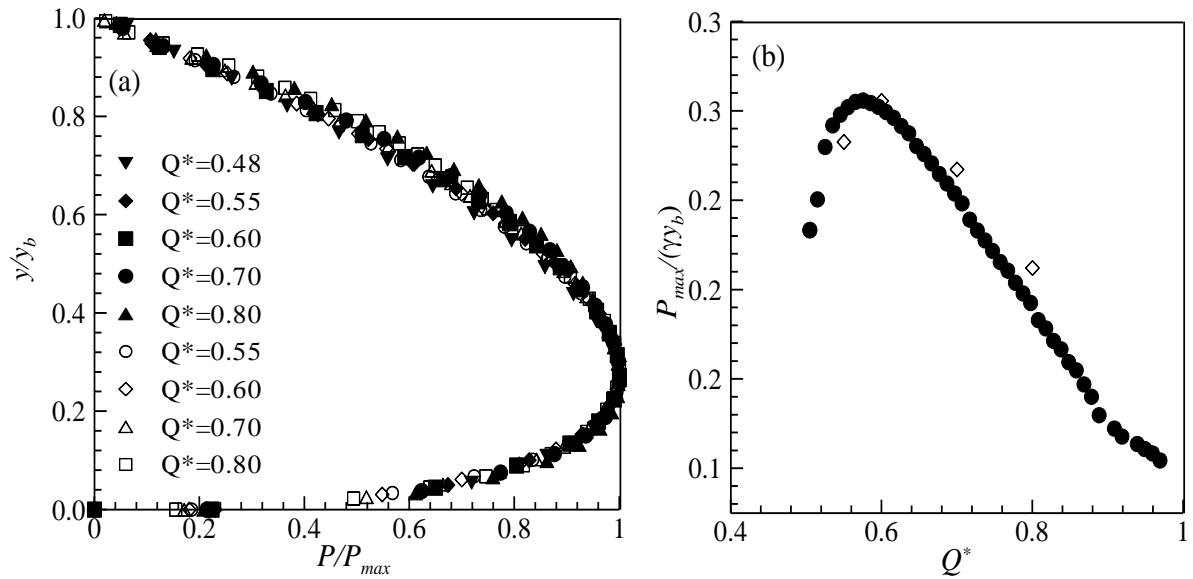 (a)
1.0
0.8
0.6
0.4
0.2
0.0
y/y_b
Q*=0.48
Q*=0.55
Q*=0.60
Q*=0.70
Q*=0.80
Q*=0.55
Q*=0.60
Q*=0.70
Q*=0.80
0 0.2 0.4 0.6 0.8 1
P/P_max
(b)
0.3
0.3
0.2
0.2
0.2
0.1
P_max/(γy_b)
0.4 0.6 0.8 1
Q*